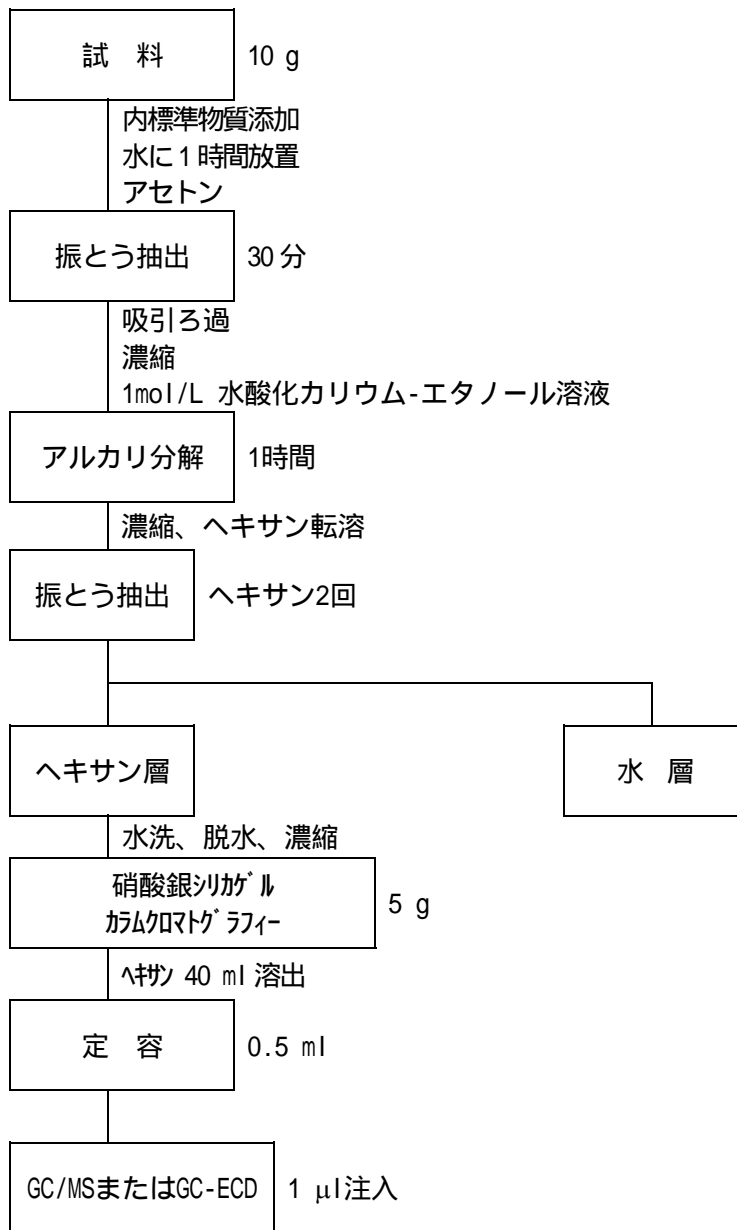 試　料
10 g
内標準物質添加
水に1時間放置
アセトン
振とう抽出
30分
吸引ろ過
濃縮
1mol/L 水酸化カリウム-エタノール溶液
アルカリ分解
1時間
濃縮、ヘキサン転溶
振とう抽出
ヘキサン2回
ヘキサン層
水　層
水洗、脱水、濃縮
硝酸銀ｼﾘｶｹﾞﾙ
ｶﾗﾑｸﾛﾏﾄｸﾞﾗﾌｨｰ
5 g
ﾍｷｻﾝ 40 ml 溶出
定　容
0.5 ml
GC/MSまたはGC-ECD
1 μl注入